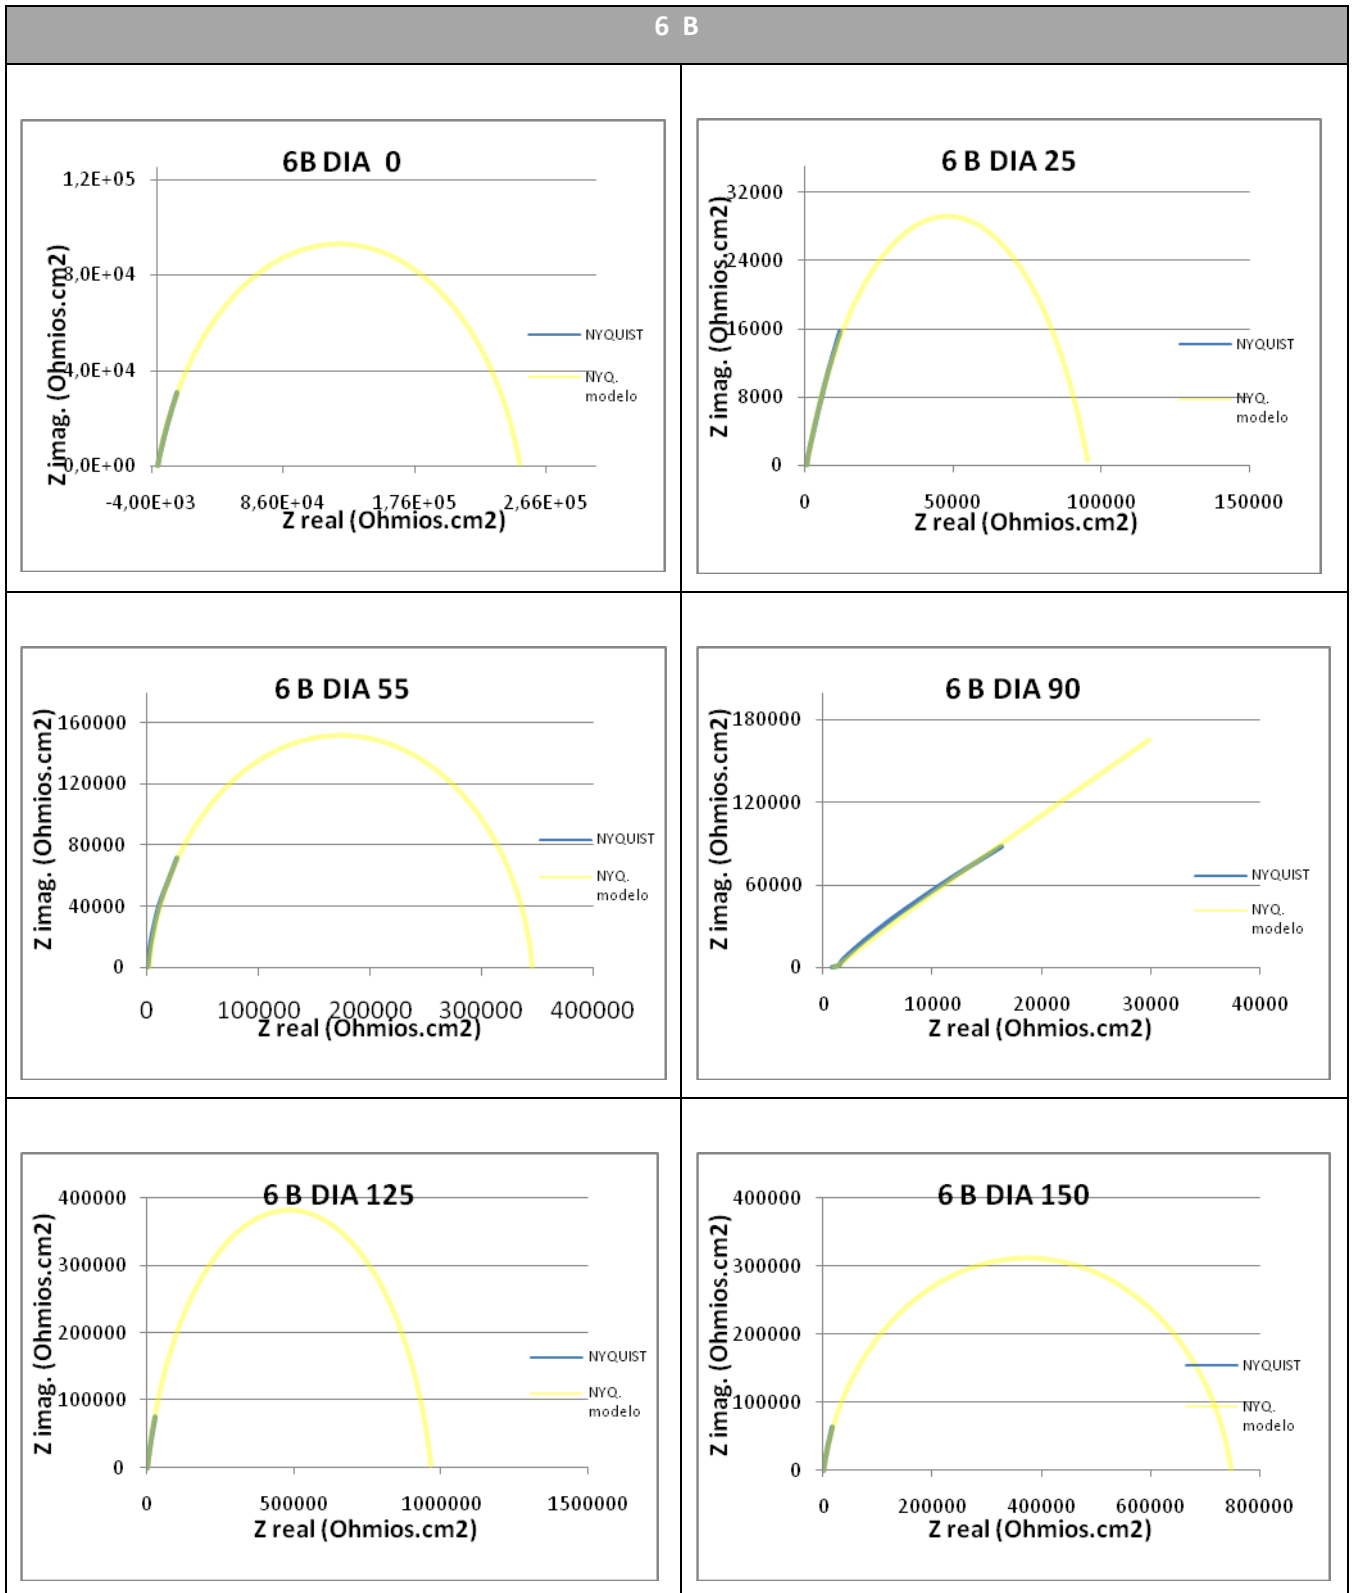 6 B
6B DIA 0
1,2E+05
8,0E+04
4,0E+04
0,0E+00
-4,00E+03 8,60E+04 1,76E+05 2,66E+05
Z imag. (Ohmios.cm2)
Z real (Ohmios.cm2)
NYQUIST
NYQ.
modelo
6 B DIA 25
32000
24000
16000
8000
0
0 50000 100000 150000
Z imag. (Ohmios.cm2)
Z real (Ohmios.cm2)
NYQUIST
NYQ.
modelo
6 B DIA 55
160000
120000
80000
40000
0
0 100000 200000 300000 400000
Z imag. (Ohmios.cm2)
Z real (Ohmios.cm2)
NYQUIST
NYQ.
modelo
6 B DIA 90
180000
120000
60000
0
0 10000 20000 30000 40000
Z imag. (Ohmios.cm2)
Z real (Ohmios.cm2)
NYQUIST
NYQ.
modelo
6 B DIA 125
400000
300000
200000
100000
0
0 500000 1000000 1500000
Z imag. (Ohmios.cm2)
Z real (Ohmios.cm2)
NYQUIST
NYQ.
modelo
6 B DIA 150
400000
300000
200000
100000
0
0 200000 400000 600000 800000
Z imag. (Ohmios.cm2)
Z real (Ohmios.cm2)
NYQUIST
NYQ.
modelo